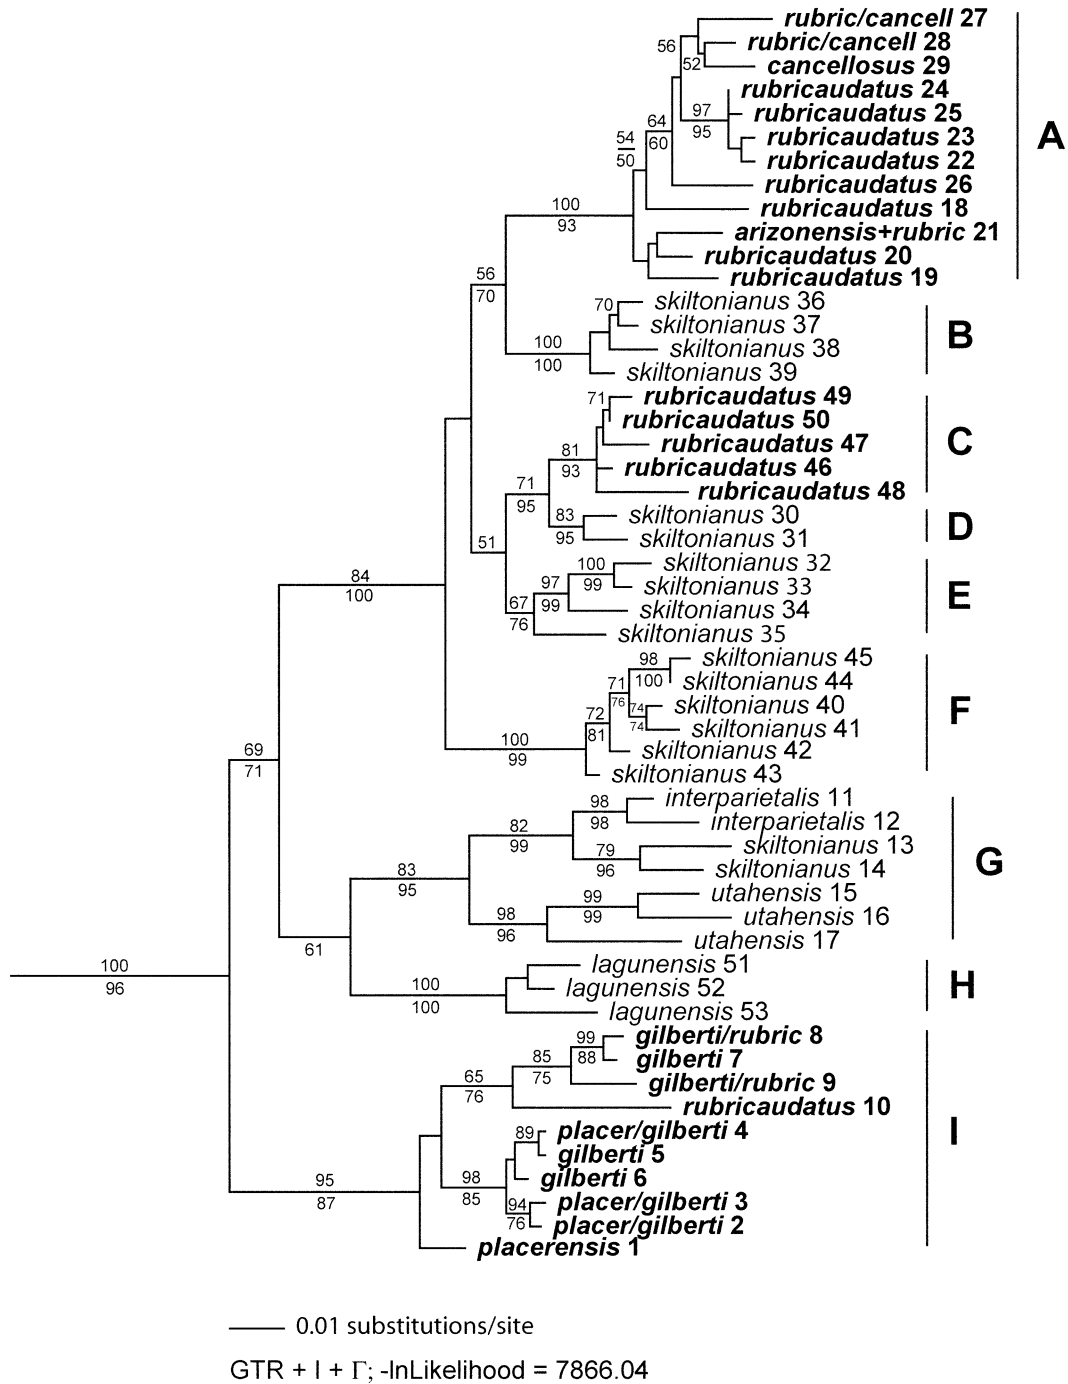 rubric/cancell 27
56
rubric/cancell 28
52
cancellosus 29
rubricaudatus 24
97
rubricaudatus 25
95
64
rubricaudatus 23
A
54
60
50
rubricaudatus 22
rubricaudatus 26
100
rubricaudatus 18
93
arizonensis+rubric 21
rubricaudatus 20
56
rubricaudatus 19
70
70
skiltonianus 36
skiltonianus 37
B
100
skiltonianus 38
100
skiltonianus 39
71
rubricaudatus 49
rubricaudatus 50
81
rubricaudatus 47
C
93
rubricaudatus 46
71
rubricaudatus 48
95
83
skiltonianus 30
D
95
skiltonianus 31
51
100
skiltonianus 32
84
97
99
skiltonianus 33
100
67
99
skiltonianus 34
E
76
skiltonianus 35
98
skiltonianus 45
71
100
skiltonianus 44
76
74
skiltonianus 40
F
72
74
skiltonianus 41
100
81
skiltonianus 42
99
69
skiltonianus 43
71
98
interparietalis 11
82
98
interparietalis 12
99
79
skiltonianus 13
83
96
skiltonianus 14
G
95
99
utahensis 15
98
99
utahensis 16
96
61
utahensis 17
100
lagunensis 51
96
100
lagunensis 52
H
100
lagunensis 53
99
gilberti/rubric 8
85
88
gilberti 7
65
75
gilberti/rubric 9
76
rubricaudatus 10
89
placer/gilberti 4
I
gilberti 5
95
98
gilberti 6
87
85
94
placer/gilberti 3
76
placer/gilberti 2
placerensis 1
0.01 substitutions/site
GTR + I + Γ; -lnLikelihood = 7866.04